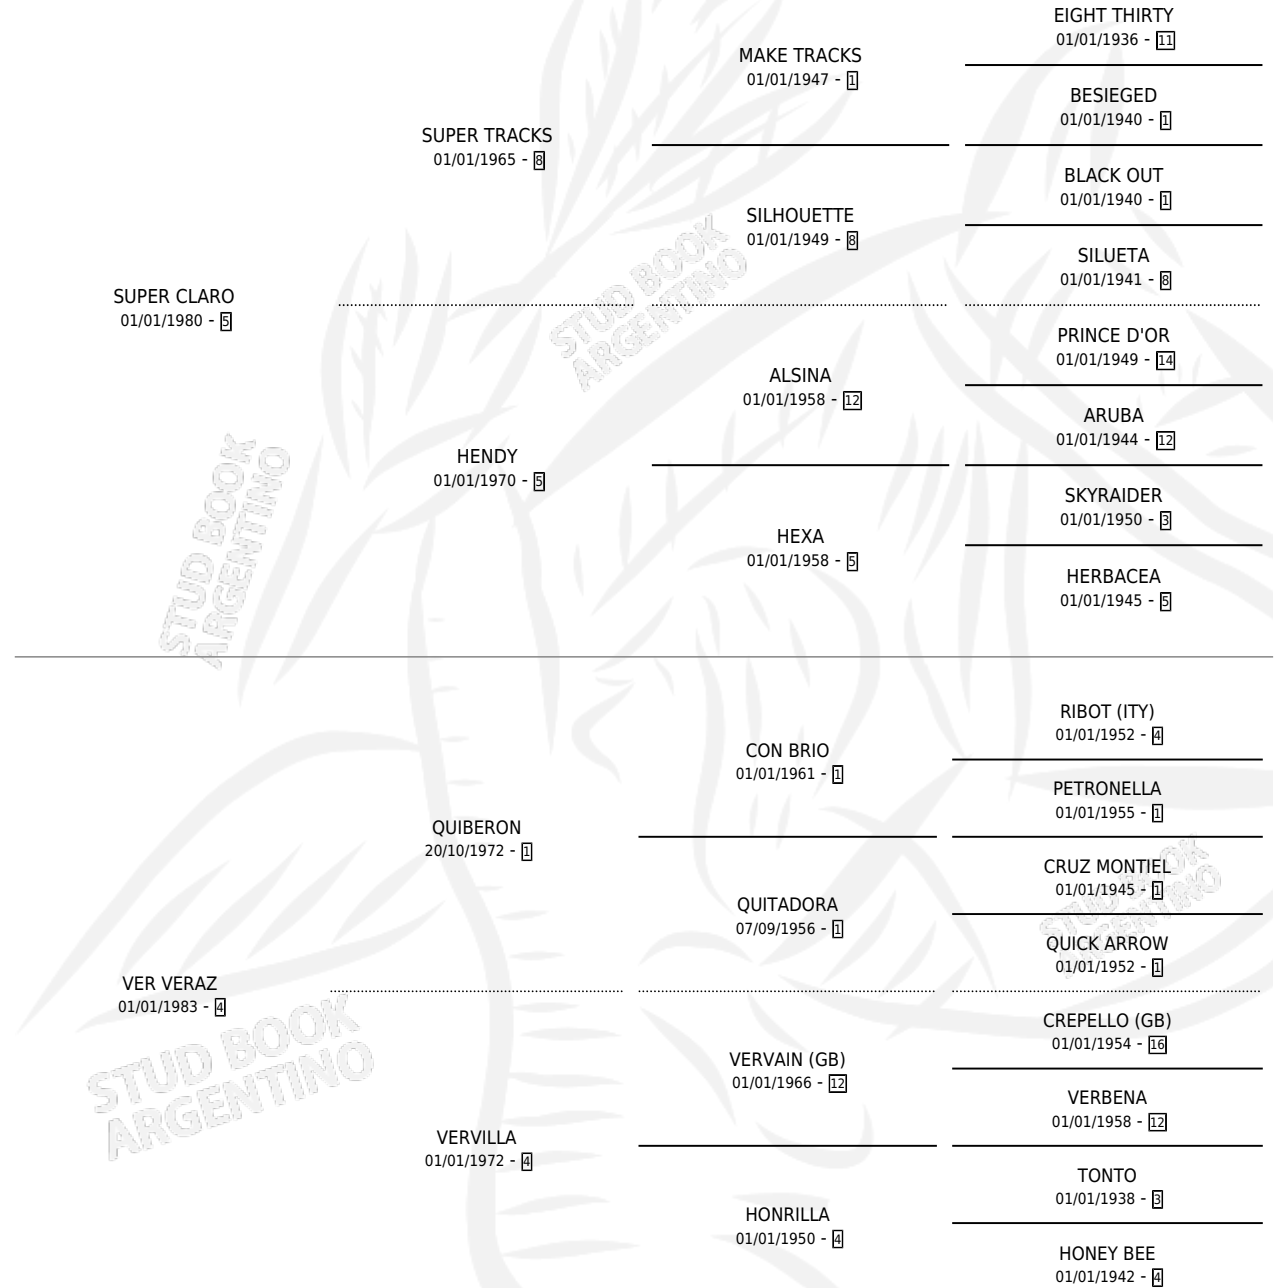 EIGHT THIRTY
01/01/1936 - 11
MAKE TRACKS
01/01/1947 - 1
BESIEGED
01/01/1940 - 1
SUPER TRACKS
01/01/1965 - 8
BLACK OUT
01/01/1940 - 1
SILHOUETTE
01/01/1949 - 8
SILUETA
01/01/1941 - 8
SUPER CLARO
01/01/1980 - 5
STUD BOOK
ARGENTINO
PRINCE D'OR
01/01/1949 - 14
ALSINA
01/01/1958 - 12
ARUBA
01/01/1944 - 12
HENDY
01/01/1970 - 5
SKYRAIDER
01/01/1950 - 3
HEXA
01/01/1958 - 5
HERBACEA
01/01/1945 - 5
STUD BOOK
ARGENTINO
RIBOT (ITY)
01/01/1952 - 4
CON BRIO
01/01/1961 - 1
PETRONELLA
01/01/1955 - 1
QUIBERON
20/10/1972 - 1
CRUZ MONTIEL
01/01/1945 - 1
QUITADORA
07/09/1956 - 1
QUICK ARROW
01/01/1952 - 1
STUD BOOK
ARGENTINO
VER VERAZ
01/01/1983 - 4
CREPELLO (GB)
01/01/1954 - 16
VERVAIN (GB)
01/01/1966 - 12
VERBENA
01/01/1958 - 12
STUD BOOK
ARGENTINO
VERVILLA
01/01/1972 - 4
TONTO
01/01/1938 - 3
HONRILLA
01/01/1950 - 4
HONEY BEE
01/01/1942 - 4